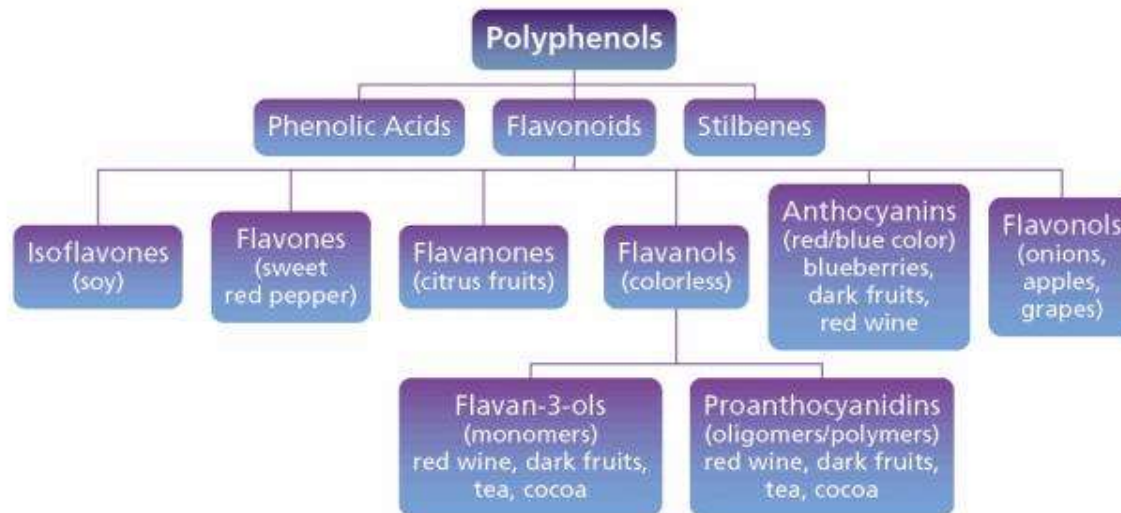 Polyphenols
Phenolic Acids
Flavonoids
Stilbenes
Isoflavones
(soy)
Flavones
(sweet
red pepper)
Flavanones
(citrus fruits)
Flavanols
(colorless)
Anthocyanins
(red/blue color)
blueberries,
dark fruits,
red wine
Flavonols
(onions,
apples,
grapes)
Flavan-3-ols
(monomers)
red wine, dark fruits,
tea, cocoa
Proanthocyanidins
(oligomers/polymers)
red wine, dark fruits,
tea, cocoa